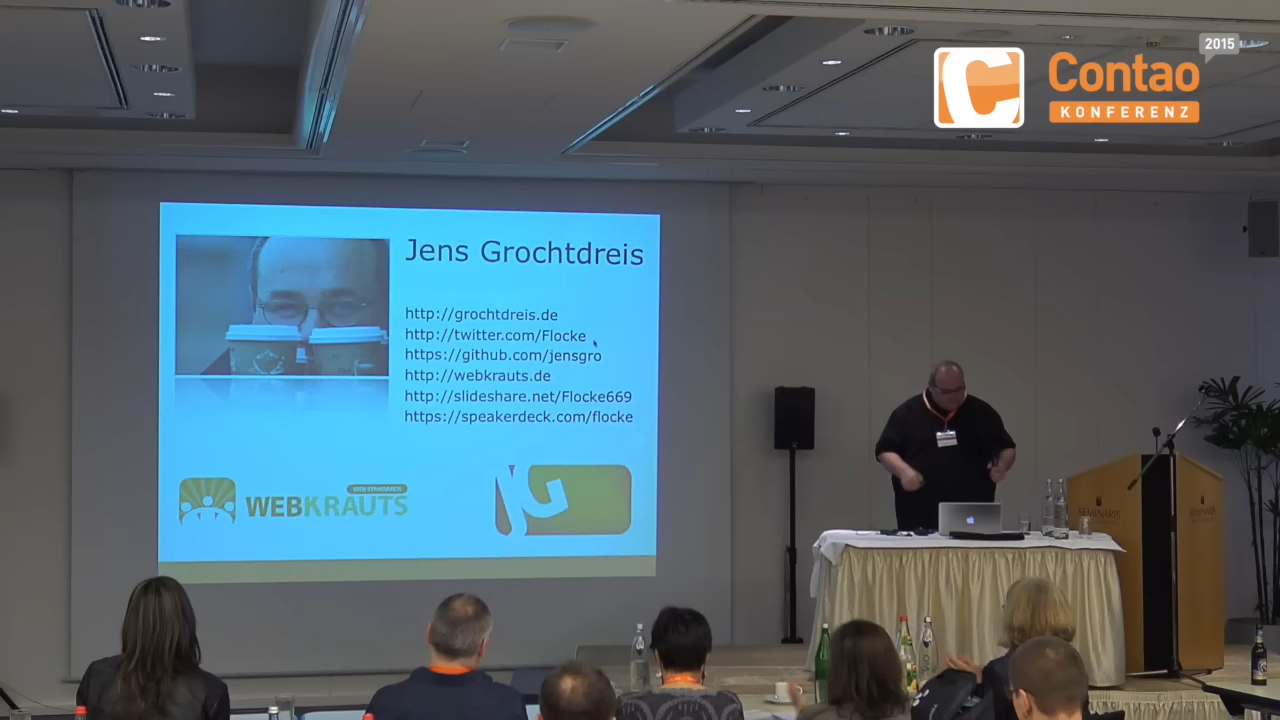 2015
Contao
KONFERENZ
Jens Grochtdreis
http://grochtdreis.de
http://twitter.com/Flocke
https://github.com/jensgro
http://webkrauts.de
http://slideshare.net/Flocke669
https://speakerdeck.com/flocke
WEBKRAUTS
SEMINARIS